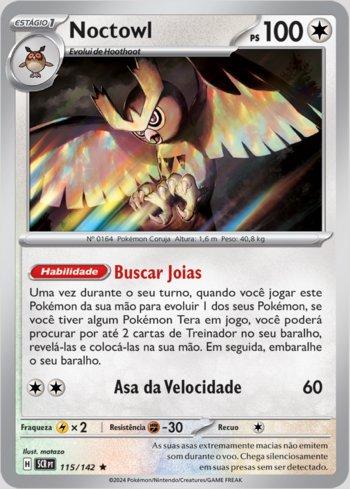 ESTÁGIO 1
Noctowl
PS 100
Evolui de Hoothoot
Nº 0164 Pokémon Coruja Altura: 1,6 m Peso: 40,8 kg
Habilidade Buscar Joias
Uma vez durante o seu turno, quando você jogar este
Pokémon da sua mão para evoluir 1 dos seus Pokémon, se
você tiver algum Pokémon Tera em jogo, você poderá
procurar por até 2 cartas de Treinador no seu baralho,
revelá-las e colocá-las na sua mão. Em seguida, embaralhe
o seu baralho.
Asa da Velocidade 60
Fraqueza ×2 Resistência -30 Recuo
Ilust. matazo
H SCR PT 115/142 ★
As suas asas extremamente macias não emitem
qualquer ruído de voo. Chega silenciosamente
em suas presas sem ser detectado.
©2024 Pokémon/Nintendo/Creatures/GAME FREAK